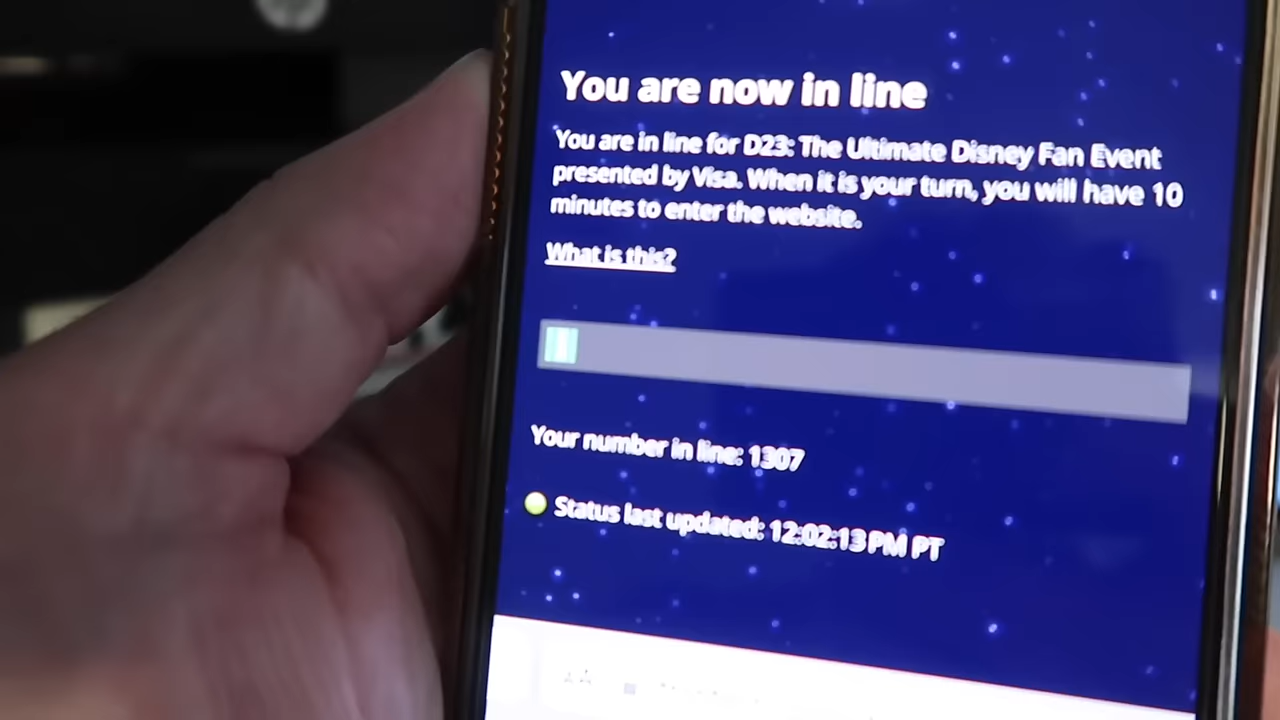 You are now in line
You are in line for D23: The Ultimate Disney Fan Event
presented by Visa. When it is your turn, you will have 10
minutes to enter the website.
What is this?
Your number in line: 1307
Status last updated: 12:02:13 PM PT